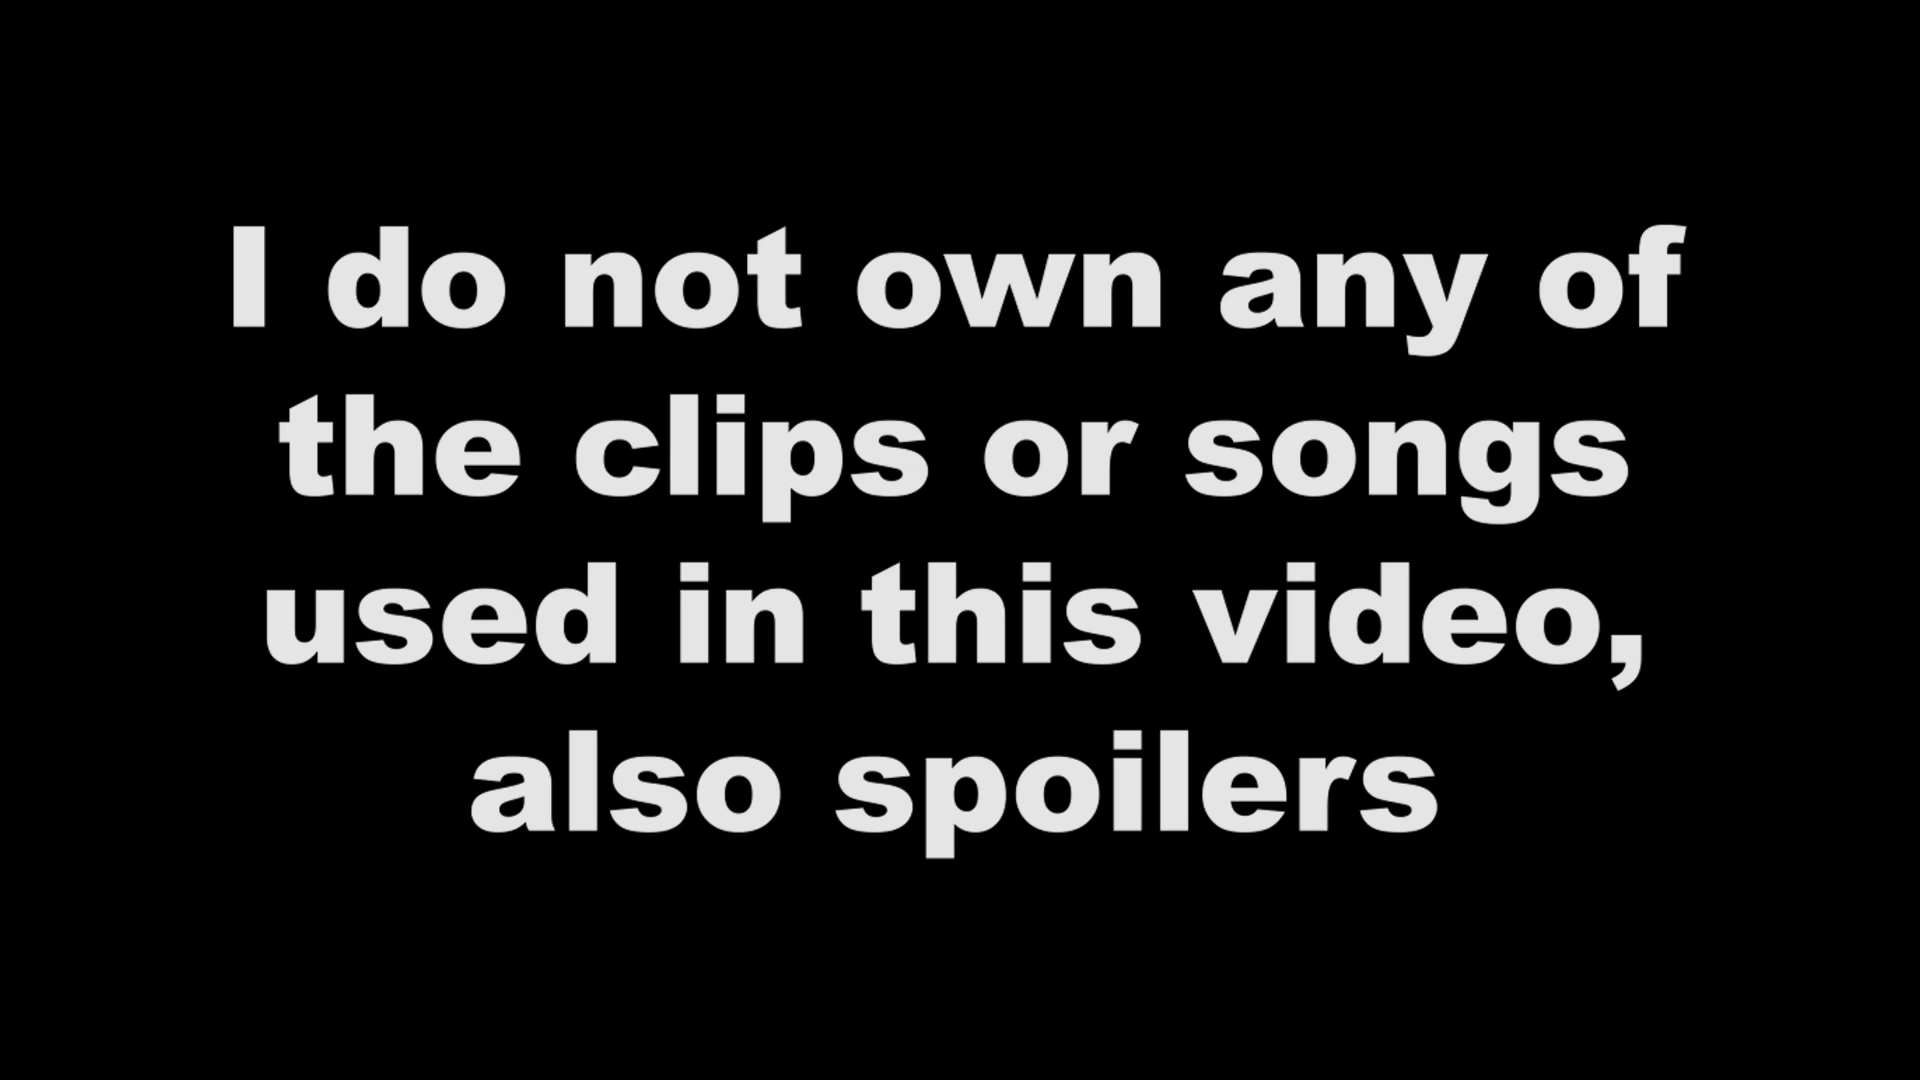 I do not own any of
the clips or songs
used in this video,
also spoilers